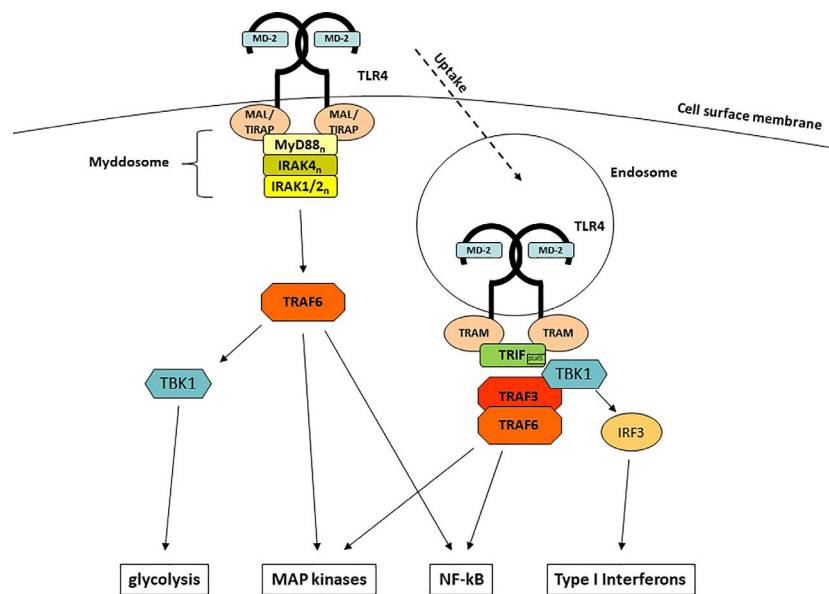 MD-2
MD-2
TLR4
Uptake
Cell surface membrane
MAL/
TIRAP
MAL/
TIRAP
Myddosome
MyD88n
IRAK4n
IRAK1/2n
Endosome
TLR4
MD-2
MD-2
TRAF6
TRAM
TRAM
TRIF
TBK1
TBK1
TRAF3
TRAF6
IRF3
glycolysis
MAP kinases
NF-kB
Type I Interferons